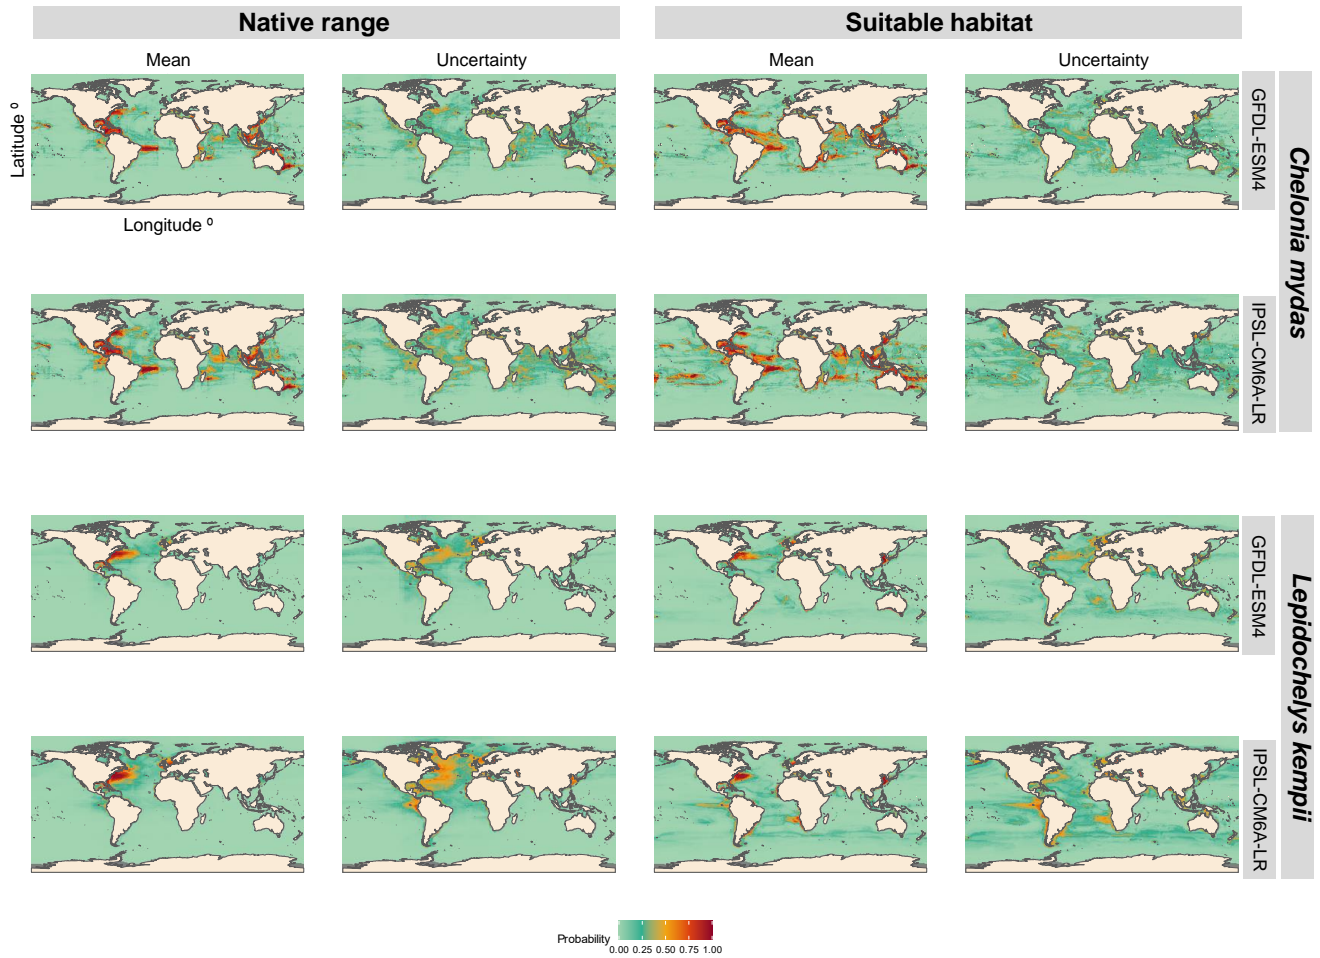 Native range
Suitable habitat
Mean
Uncertainty
Mean
Uncertainty
Latitude º
Longitude º
GFDL-ESM4
IPSL-CM6A-LR
Chelonia mydas
GFDL-ESM4
IPSL-CM6A-LR
Lepidochelys kempii
Probability
0.00 0.25 0.50 0.75 1.00